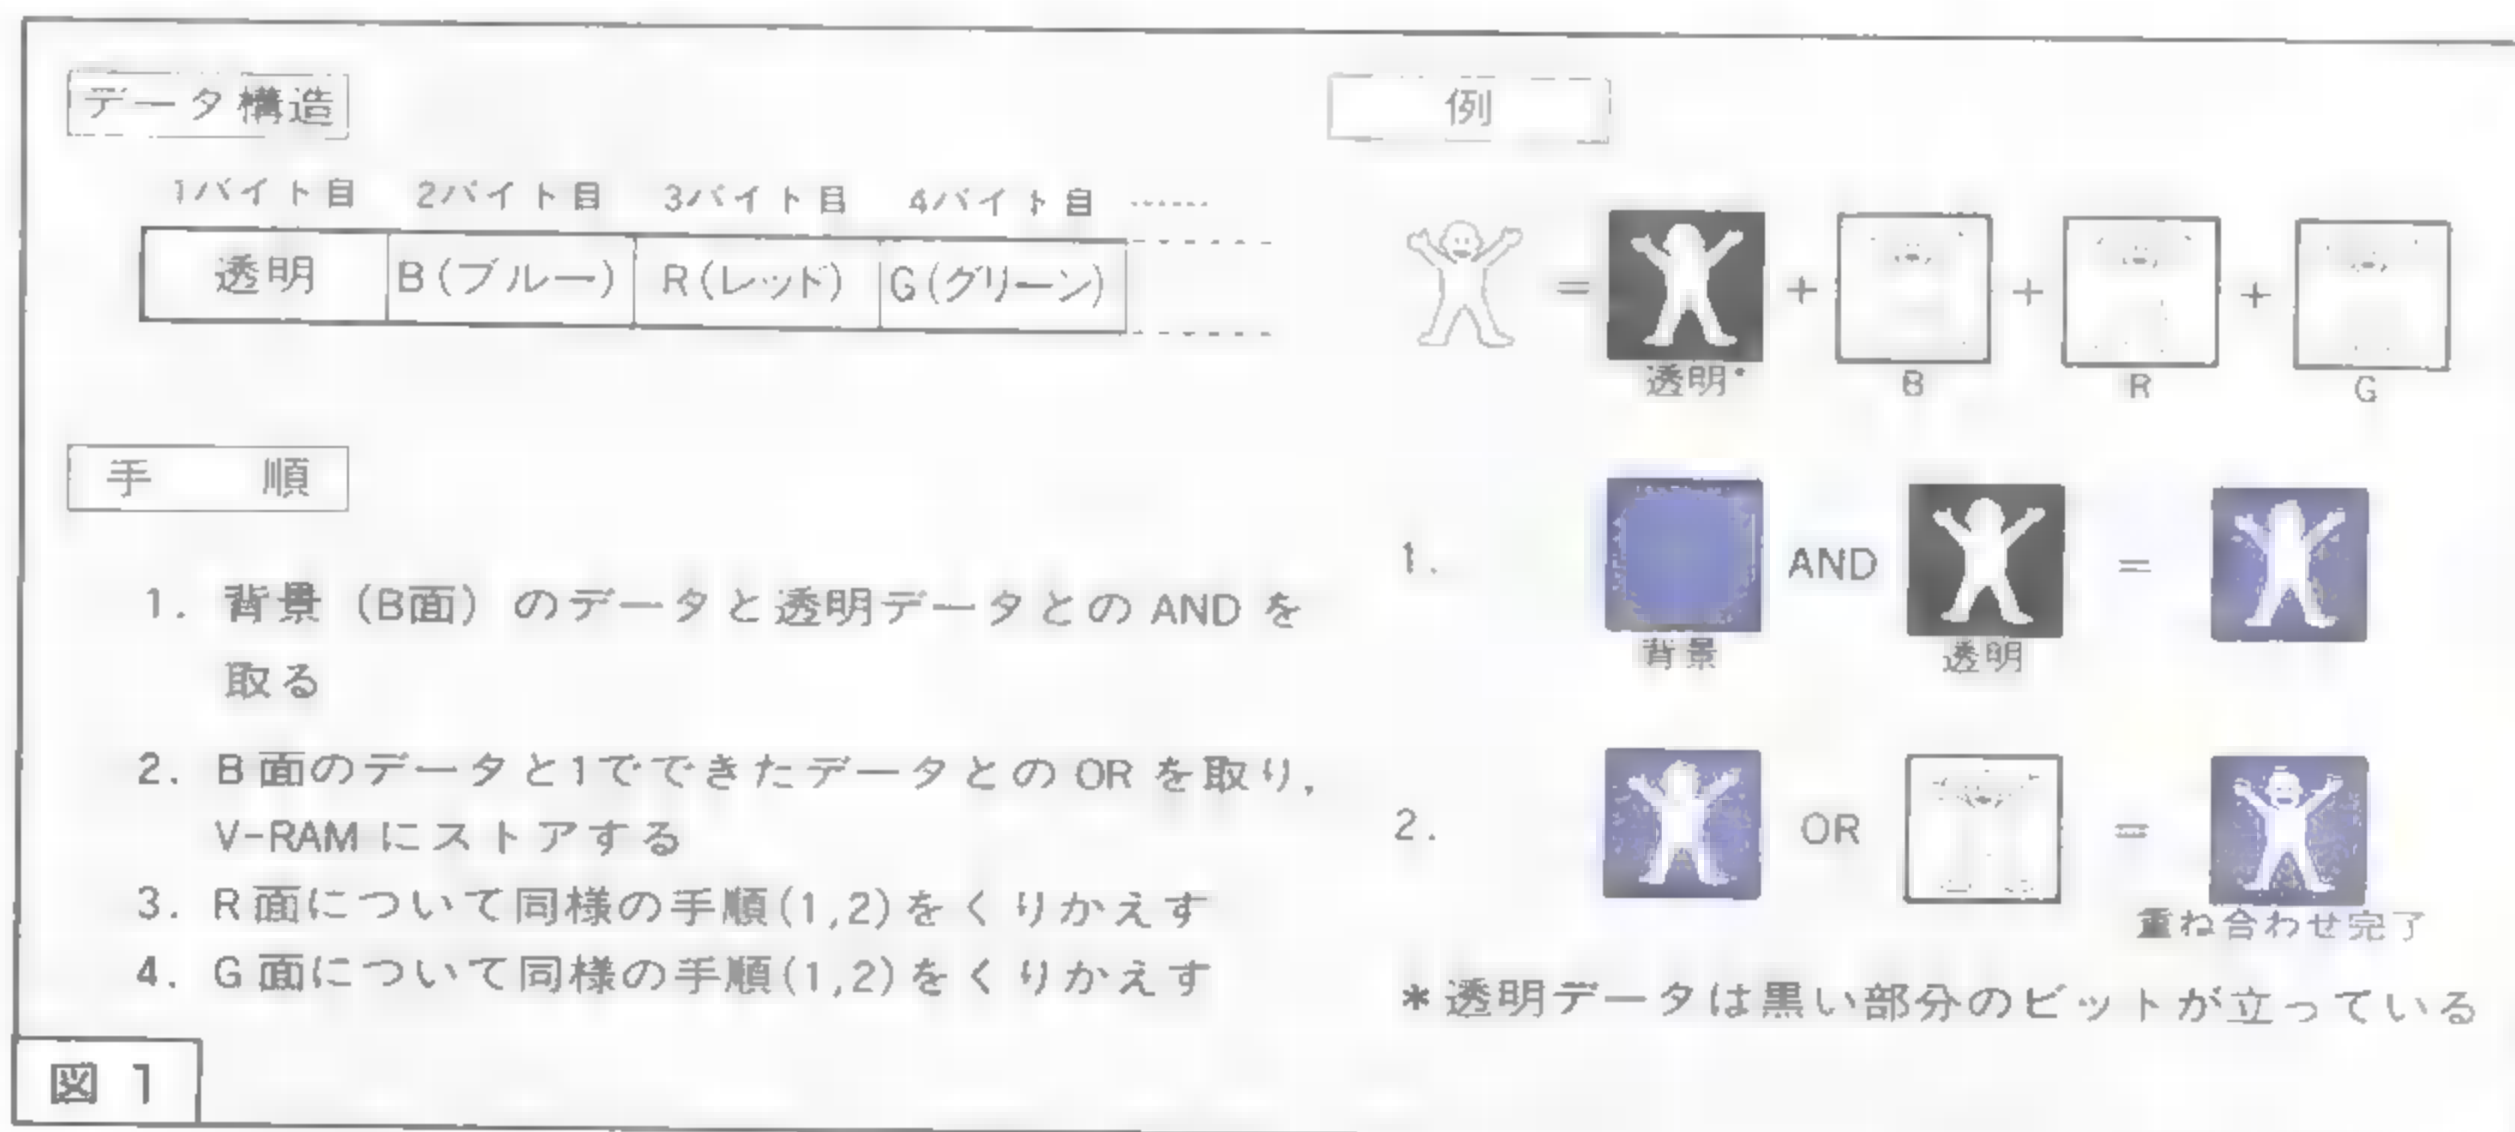 データ構造
1バイト目 2バイト目 3バイト目 4バイト目 ……
透明 B(ブルー) R(レッド) G(グリーン)
手 順
1. 背景(B面)のデータと透明データとの AND を
取る
2. B面のデータと1でできたデータとの OR を取り,
V-RAM にストアする
3. R面について同様の手順(1,2)をくりかえす
4. G面について同様の手順(1,2)をくりかえす
図 1
例
= + + +
透明* B R G
1. AND =
背景 透明
2. OR =
重ね合わせ完了
*透明データは黒い部分のビットが立っている